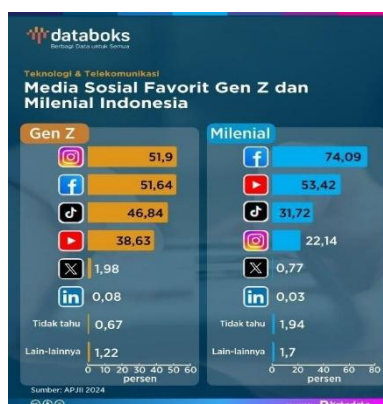 databoks
Berbagi Data untuk Semua
Teknologi & Telekomunikasi
Media Sosial Favorit Gen Z dan
Milenial Indonesia
Gen Z
51,9
51,64
46,84
38,63
1,98
in 0,08
Tidak tahu 0,67
Lain-lainnya 1,22
0 10 20 30 40 50 60
persen
Milenial
74,09
53,42
31,72
22,14
0,77
in 0,03
Tidak tahu 1,94
Lain-lainnya 1,7
0 20 40 60 80
persen
Sumber: APJII 2024